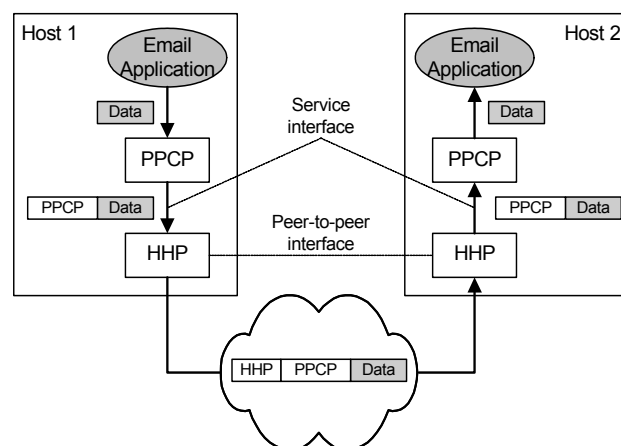 Host 1
Host 2
Email
Application
Email
Application
Data
Service
interface
Data
PPCP
PPCP
PPCP Data
PPCP Data
Peer-to-peer
interface
HHP
HHP
HHP PPCP Data